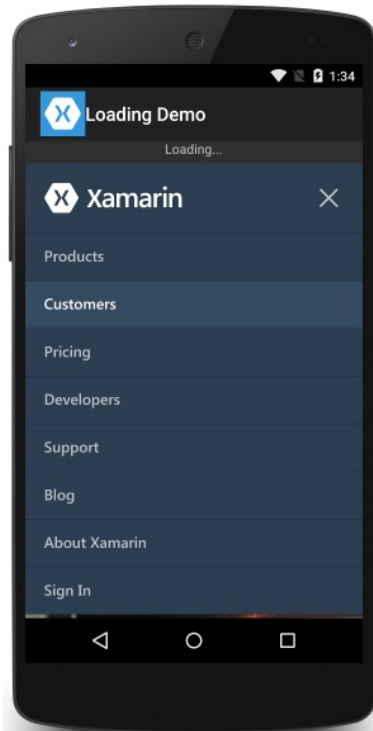 1:34
Loading Demo
Loading...
Xamarin
Products
Customers
Pricing
Developers
Support
Blog
About Xamarin
Sign In